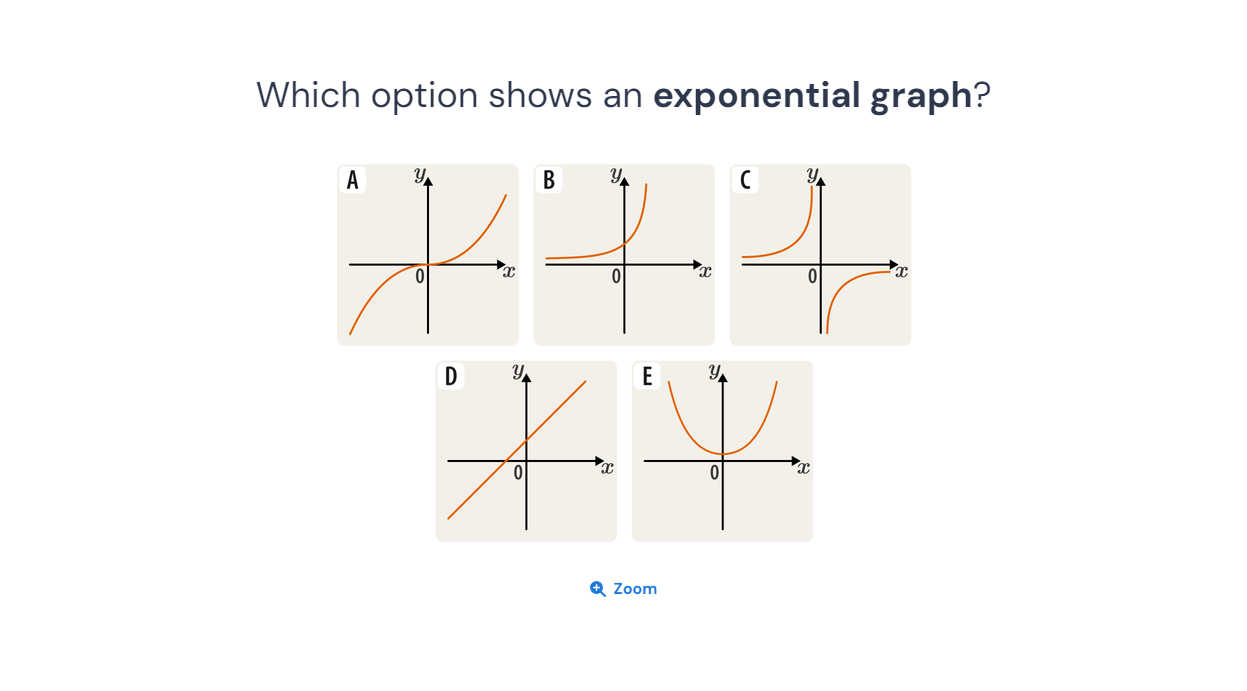 Which option shows an exponential graph?
A y 0 x
B y 0 x
C y 0 x
D y 0 x
E y 0 x
Zoom